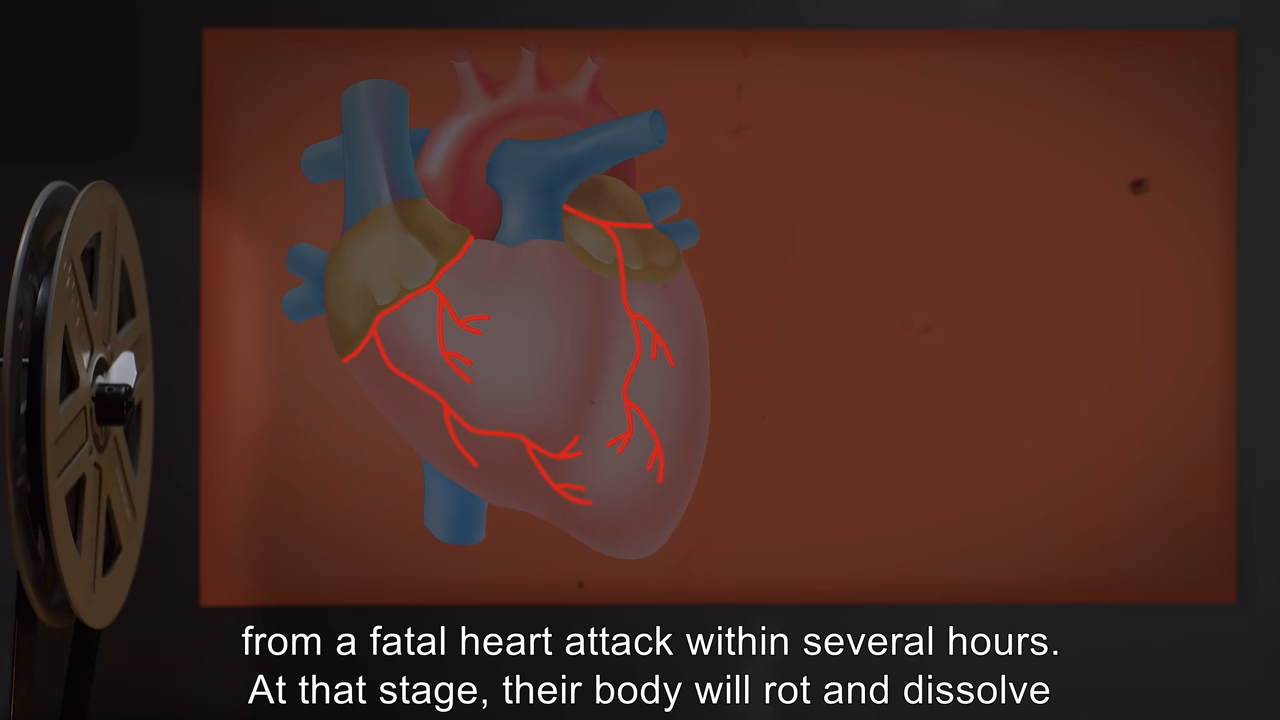 from a fatal heart attack within several hours.
At that stage, their body will rot and dissolve